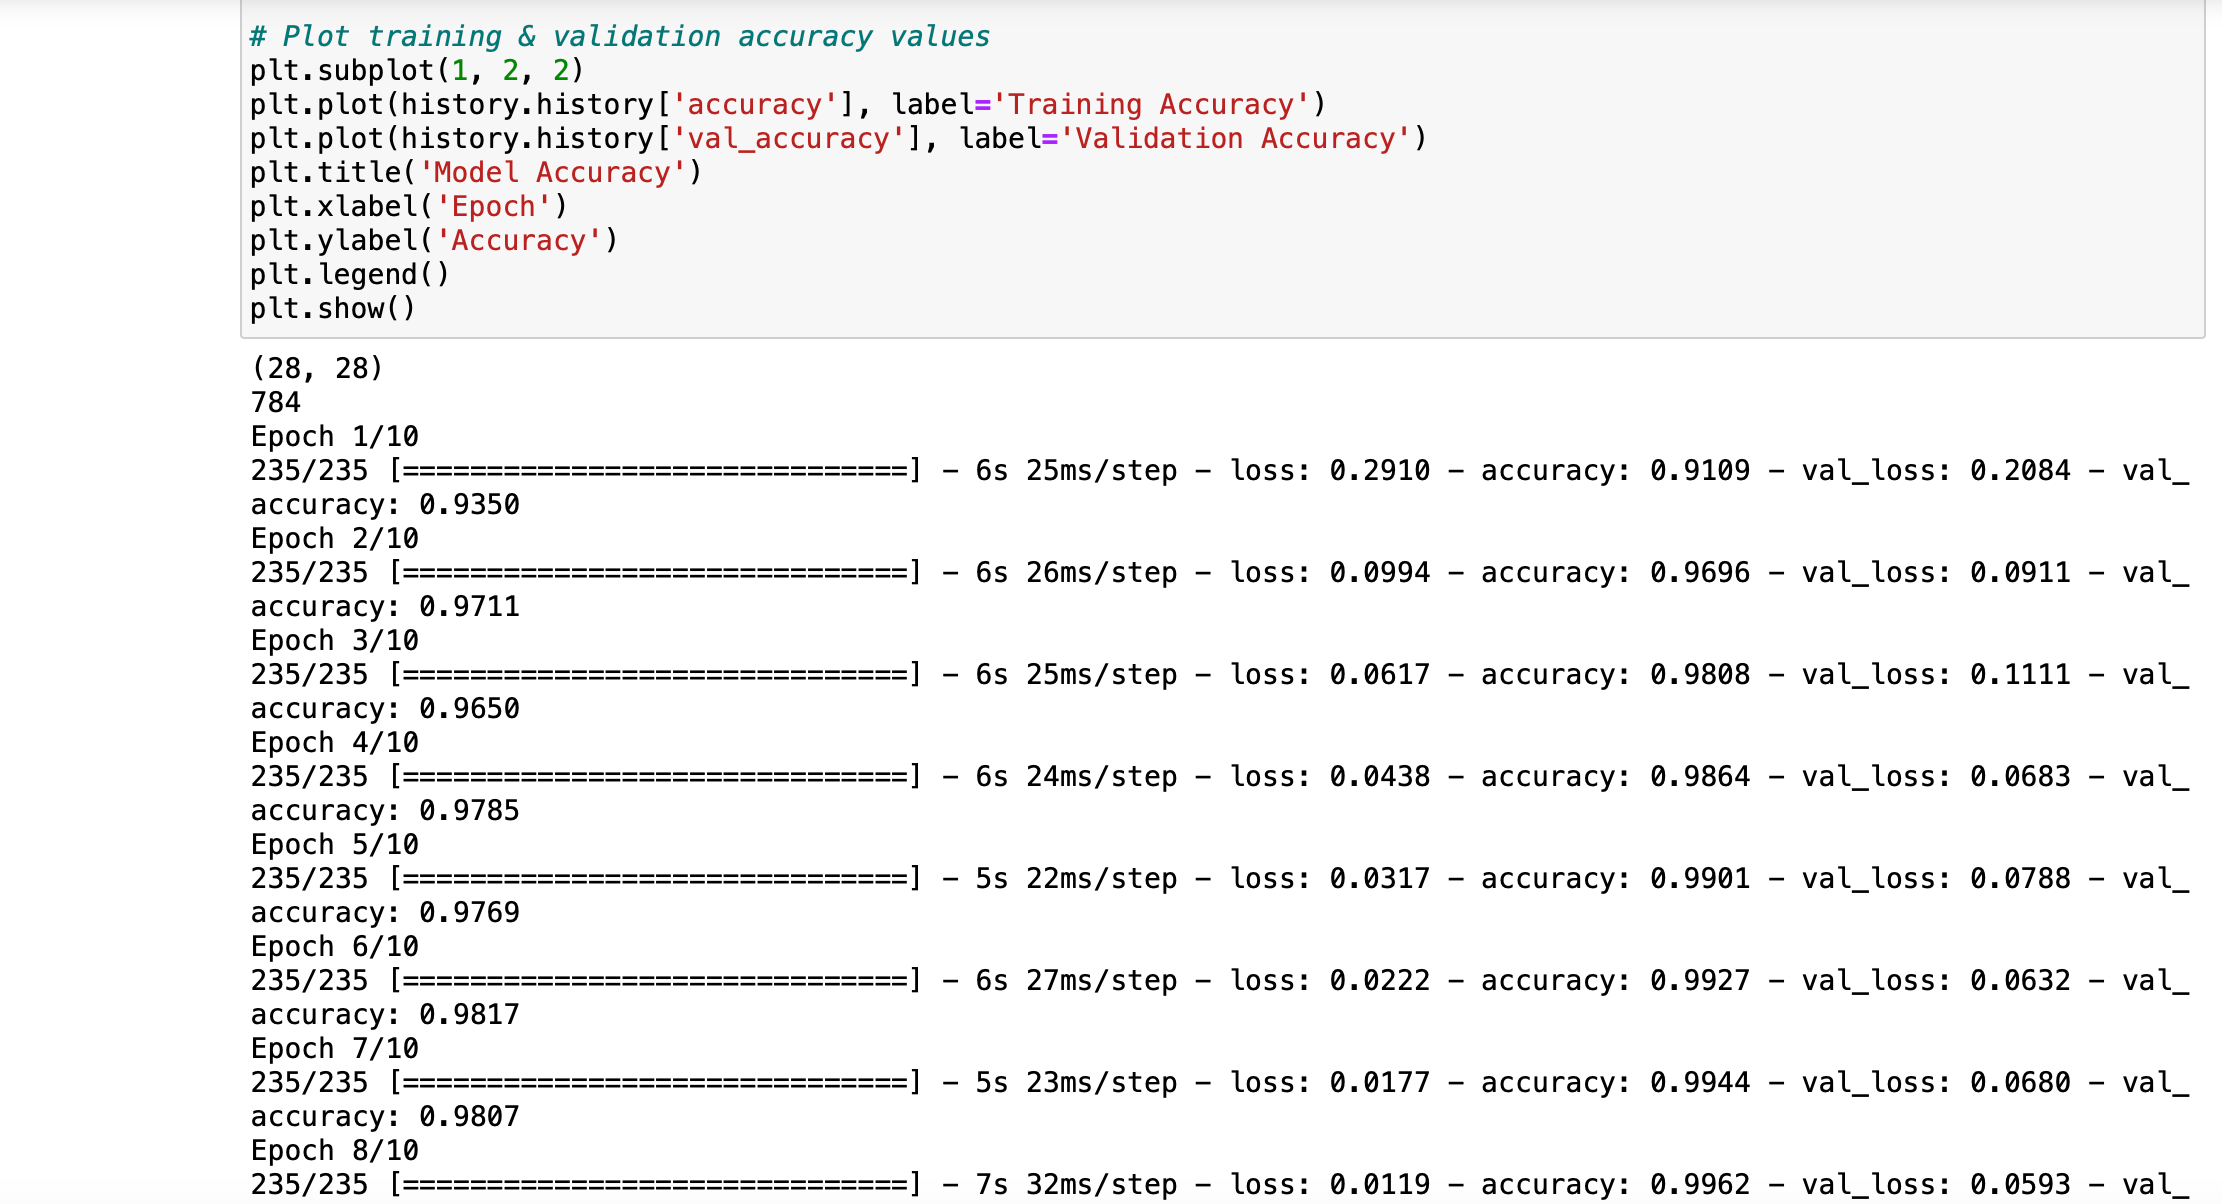 # Plot training & validation accuracy values
plt.subplot(1, 2, 2)
plt.plot(history.history['accuracy'], label='Training Accuracy')
plt.plot(history.history['val_accuracy'], label='Validation Accuracy')
plt.title('Model Accuracy')
plt.xlabel('Epoch')
plt.ylabel('Accuracy')
plt.legend()
plt.show()
(28, 28)
784
Epoch 1/10
235/235 [==============================] - 6s 25ms/step - loss: 0.2910 - accuracy: 0.9109 - val_loss: 0.2084 - val_
accuracy: 0.9350
Epoch 2/10
235/235 [==============================] - 6s 26ms/step - loss: 0.0994 - accuracy: 0.9696 - val_loss: 0.0911 - val_
accuracy: 0.9711
Epoch 3/10
235/235 [==============================] - 6s 25ms/step - loss: 0.0617 - accuracy: 0.9808 - val_loss: 0.1111 - val_
accuracy: 0.9650
Epoch 4/10
235/235 [==============================] - 6s 24ms/step - loss: 0.0438 - accuracy: 0.9864 - val_loss: 0.0683 - val_
accuracy: 0.9785
Epoch 5/10
235/235 [==============================] - 5s 22ms/step - loss: 0.0317 - accuracy: 0.9901 - val_loss: 0.0788 - val_
accuracy: 0.9769
Epoch 6/10
235/235 [==============================] - 6s 27ms/step - loss: 0.0222 - accuracy: 0.9927 - val_loss: 0.0632 - val_
accuracy: 0.9817
Epoch 7/10
235/235 [==============================] - 5s 23ms/step - loss: 0.0177 - accuracy: 0.9944 - val_loss: 0.0680 - val_
accuracy: 0.9807
Epoch 8/10
235/235 [==============================] - 7s 32ms/step - loss: 0.0119 - accuracy: 0.9962 - val_loss: 0.0593 - val_